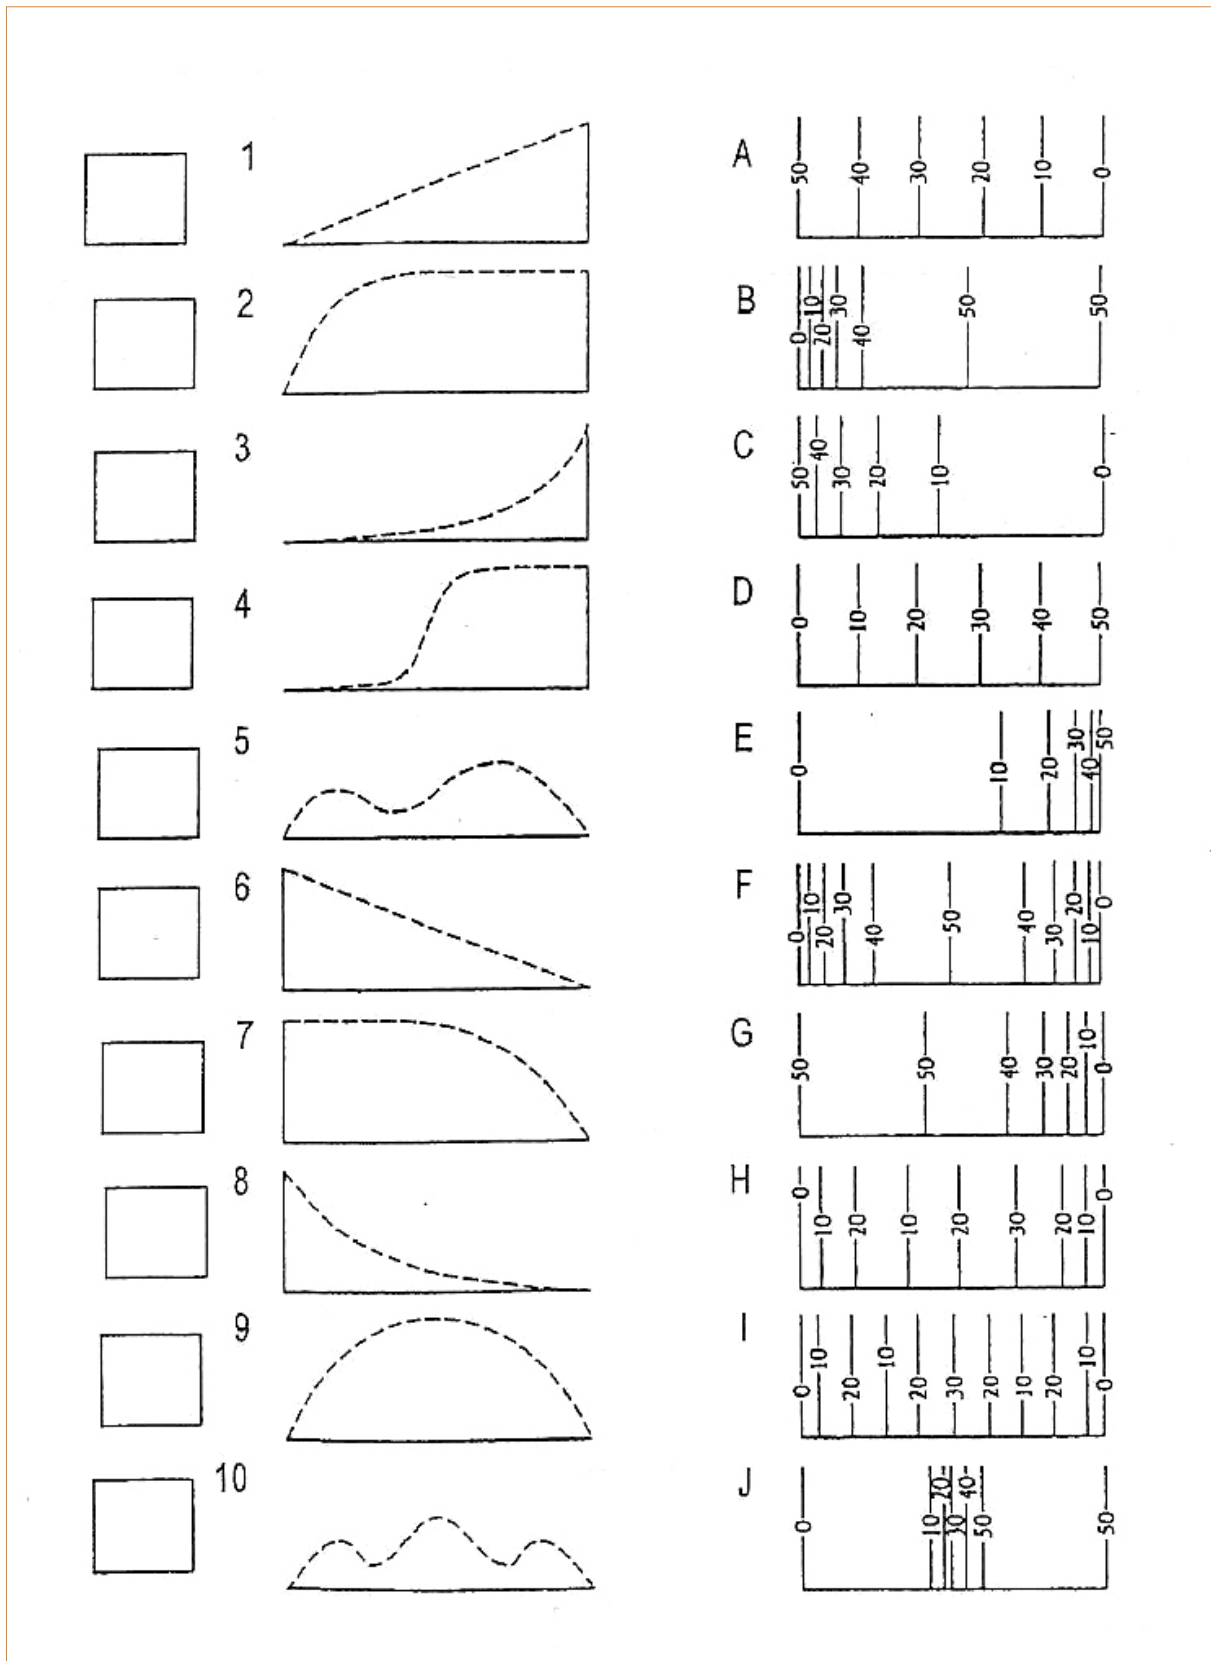 1
A 50 40 30 20 10 0
2
B 0 10 20 30 40 50 50
3
C 50 40 30 20 10 0
4
D 0 10 20 30 40 50
5
E 0 10 20 30 40 50
6
F 0 10 20 30 40 50 40 30 20 10 0
7
G 50 50 40 30 20 10 0
8
H 0 10 20 10 20 30 20 10 0
9
I 0 10 20 10 20 30 20 10 20 10 0
10
J 0 10 20 30 40 50 50